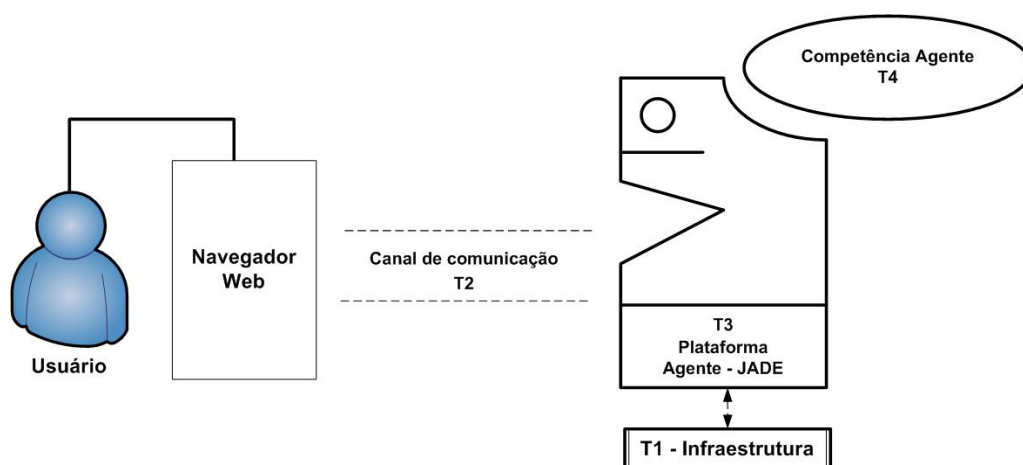 Usuário
Navegador
Web
Canal de comunicação
T2
Competência Agente
T4
T3
Plataforma
Agente - JADE
T1 - Infraestrutura